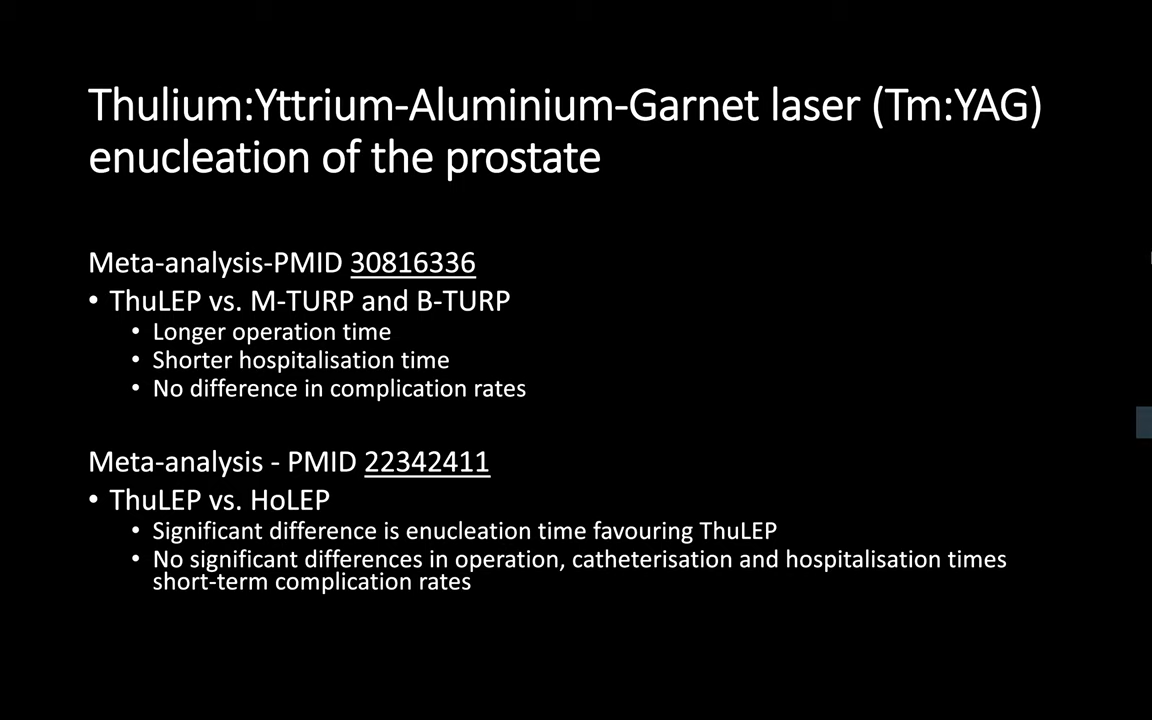 Thulium:Yttrium-Aluminium-Garnet laser (Tm:YAG)
enucleation of the prostate
Meta-analysis-PMID 30816336
• ThuLEP vs. M-TURP and B-TURP
• Longer operation time
• Shorter hospitalisation time
• No difference in complication rates
Meta-analysis - PMID 22342411
• ThuLEP vs. HoLEP
• Significant difference is enucleation time favouring ThuLEP
• No significant differences in operation, catheterisation and hospitalisation times
short-term complication rates